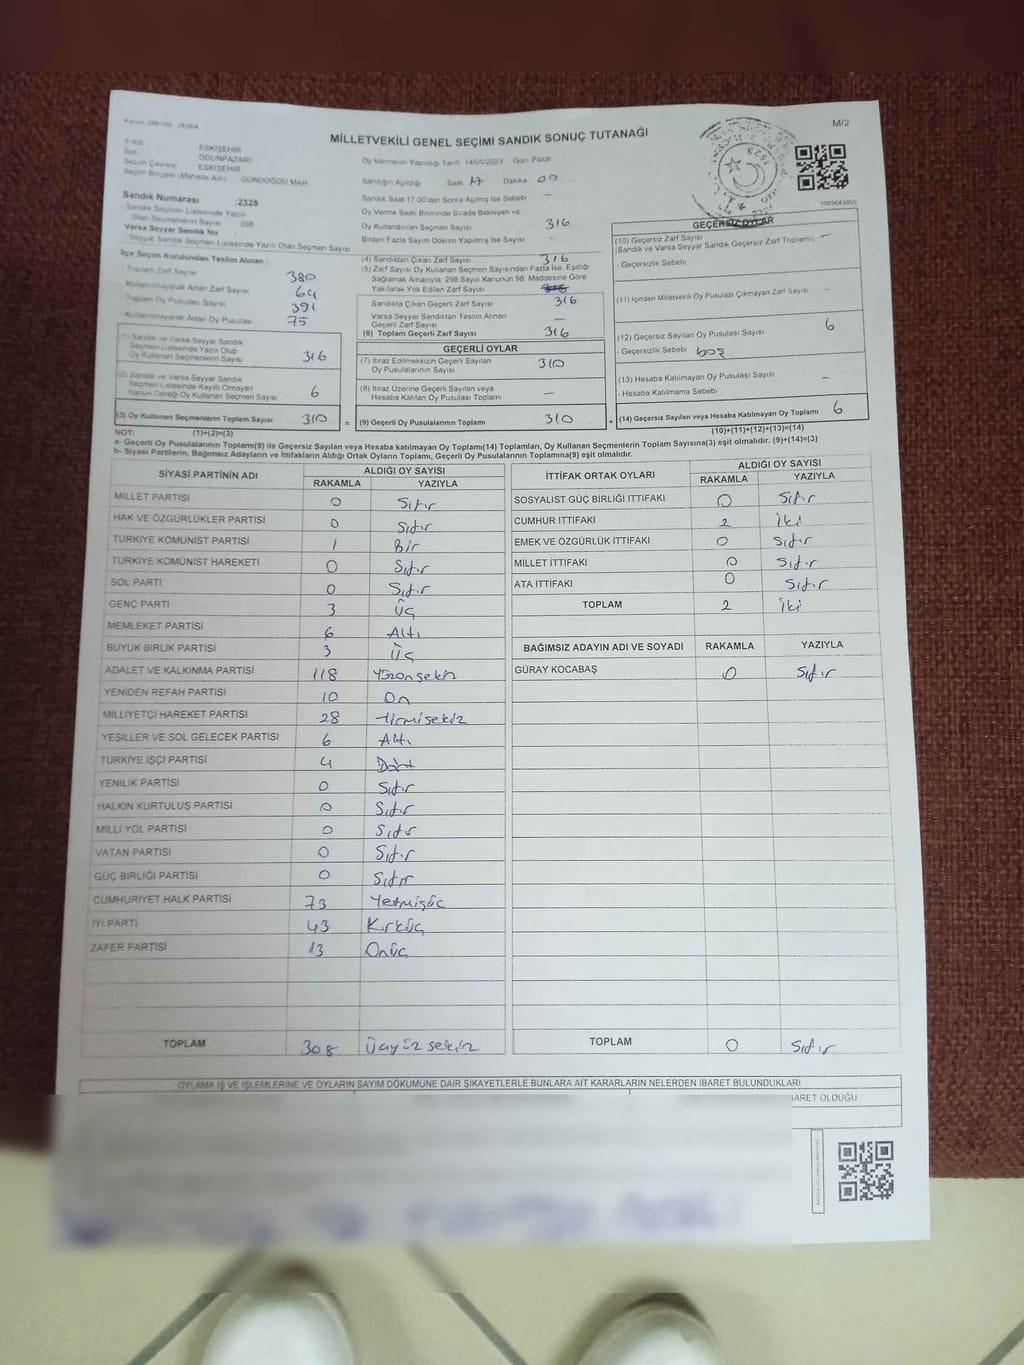 MİLLETVEKİLİ GENEL SEÇİMİ SANDIK SONUÇ TUTANAĞI
M/2
İl Adı ESKİŞEHİR
İlçe ODUNPAZARI
Seçim Çevresi ESKİŞEHİR
Seçim Bölgesi (Mahalle Adı) GÜNDOĞDU MAH
Oy Vermenin Yapıldığı Tarih 14/05/2023 Gün: Pazar
Sandığın Açıldığı Saat 17 Dakika 00
Sandık Numarası :2325
- Sandık Seçmen Listesinde Yazılı
Olan Seçmenlerin Sayısı
Varsa Seyyar Sandık No
- Seyyar Sandık Seçmen Listesinde Yazılı Olan Seçmen Sayısı
Sandık Saat 17 00'den Sonra Açılmış İse Sebebi -
Oy Verme Saati Bitiminde Sırada Bekleyen ve
Oy Kullandırılan Seçmen Sayısı 316
Birden Fazla Sayım Döküm Yapılmış İse Sayısı -
İlçe Seçim Kurulundan Teslim Alınan :
- Toplam Zarf Sayısı 380
- Kullanılmayarak Artan Zarf Sayısı 64
- Toplam Oy Pusulası Sayısı 391
- Kullanılmayarak Artan Oy Pusulası 75
(1) Sandık ve Varsa Seyyar Sandık
Seçmen Listesinde Yazılı Olup
Oy Kullanan Seçmenlerin Sayısı 316
(2) Sandık ve Varsa Seyyar Sandık
Seçmen Listesinde Kayıtlı Olmayan
Kanun Gereği Oy Kullanan Seçmen Sayısı 6
(3) Oy Kullanan Seçmenlerin Toplam Sayısı 310
(4) Sandıktan Çıkan Zarf Sayısı 316
(5) Zarf Sayısı Oy Kullanan Seçmen Sayısından Fazla İse, Eşitliği
Sağlamak Amacıyla; 298 Sayılı Kanunun 98. Maddesine Göre
Yakılarak Yok Edilen Zarf Sayısı
Sandıkta Çıkan Geçerli Zarf Sayısı 316
Varsa Seyyar Sandıktan Teslim Alınan
Geçerli Zarf Sayısı —
(6) Toplam Geçerli Zarf Sayısı 316
GEÇERLİ OYLAR
(7) İtiraz Edilmeksizin Geçerli Sayılan
Oy Pusulalarının Sayısı 310
(8) İtiraz Üzerine Geçerli Sayılan veya
Hesaba Katılan Oy Pusulası Toplamı —
= (9) Geçerli Oy Pusulalarının Toplamı 310
GEÇERSİZ OYLAR
(10) Geçersiz Zarf Sayısı —
(Sandık ve Varsa Seyyar Sandık Geçersiz Zarf Toplamı)
- Geçersizlik Sebebi:
(11) İçinden Milletvekili Oy Pusulası Çıkmayan Zarf Sayısı —
(12) Geçersiz Sayılan Oy Pusulası Sayısı 6
- Geçersizlik Sebebi boş
(13) Hesaba Katılmayan Oy Pusulası Sayısı —
- Hesaba Katılmama Sebebi:
+ (14) Geçersiz Sayılan veya Hesaba Katılmayan Oy Toplamı 6
NOT: (1)+(2)=(3) (10)+(11)+(12)+(13)=(14)
a- Geçerli Oy Pusulalarının Toplamı(9) ile Geçersiz Sayılan veya Hesaba katılmayan Oy Toplamı(14) Toplamları, Oy Kullanan Seçmenlerin Toplam Sayısına(3) eşit olmalıdır. (9)+(14)=(3)
b- Siyasi Partilerin, Bağımsız Adayların ve İttifakların Aldığı Ortak Oyların Toplamı, Geçerli Oy Pusulalarının Toplamına(9) eşit olmalıdır.
SİYASİ PARTİNİN ADI ALDIĞI OY SAYISI
RAKAMLA YAZIYLA
MİLLET PARTİSİ 0 Sıfır
HAK VE ÖZGÜRLÜKLER PARTİSİ 0 Sıfır
TÜRKİYE KOMÜNİST PARTİSİ 1 Bir
TÜRKİYE KOMÜNİST HAREKETİ 0 Sıfır
SOL PARTİ 0 Sıfır
GENÇ PARTİ 3 Üç
MEMLEKET PARTİSİ 6 Altı
BÜYÜK BİRLİK PARTİSİ 3 Üç
ADALET VE KALKINMA PARTİSİ 118 Yüzonsekiz
YENİDEN REFAH PARTİSİ 10 On
MİLLİYETÇİ HAREKET PARTİSİ 28 Yirmisekiz
YEŞİLLER VE SOL GELECEK PARTİSİ 6 Altı
TÜRKİYE İŞÇİ PARTİSİ 4 Dört
YENİLİK PARTİSİ 0 Sıfır
HALKIN KURTULUŞ PARTİSİ 0 Sıfır
MİLLİ YOL PARTİSİ 0 Sıfır
VATAN PARTİSİ 0 Sıfır
GÜÇ BİRLİĞİ PARTİSİ 0 Sıfır
CUMHURİYET HALK PARTİSİ 73 Yetmişüç
İYİ PARTİ 43 Kırküç
ZAFER PARTİSİ 13 Onüç
TOPLAM 308 Üçyüz sekiz
İTTİFAK ORTAK OYLARI ALDIĞI OY SAYISI
RAKAMLA YAZIYLA
SOSYALİST GÜÇ BİRLİĞİ İTTİFAKI 0 Sıfır
CUMHUR İTTİFAKI 2 İki
EMEK VE ÖZGÜRLÜK İTTİFAKI 0 Sıfır
MİLLET İTTİFAKI 0 Sıfır
ATA İTTİFAKI 0 Sıfır
TOPLAM 2 İki
BAĞIMSIZ ADAYIN ADI VE SOYADI RAKAMLA YAZIYLA
GÜRAY KOCABAŞ 0 Sıfır
TOPLAM 0 Sıfır
OYLAMA İŞ VE İŞLEMLERİNE VE OYLARIN SAYIM DÖKÜMÜNE DAİR ŞİKAYETLERLE BUNLARA AİT KARARLARIN NELERDEN İBARET BULUNDUKLARI
OLDUĞU